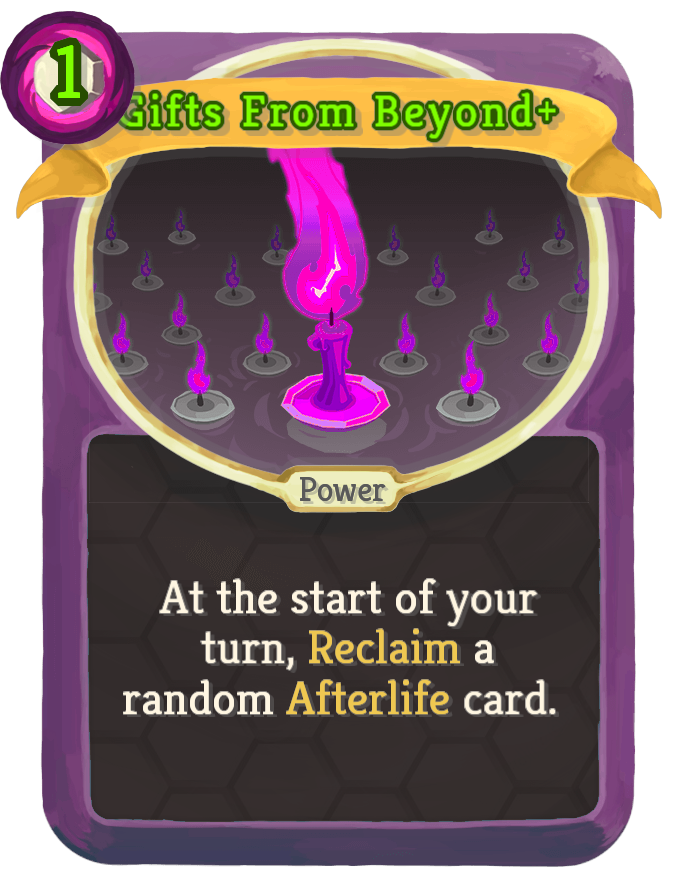 1
Gifts From Beyond+
Power
At the start of your
turn, Reclaim a
random Afterlife card.